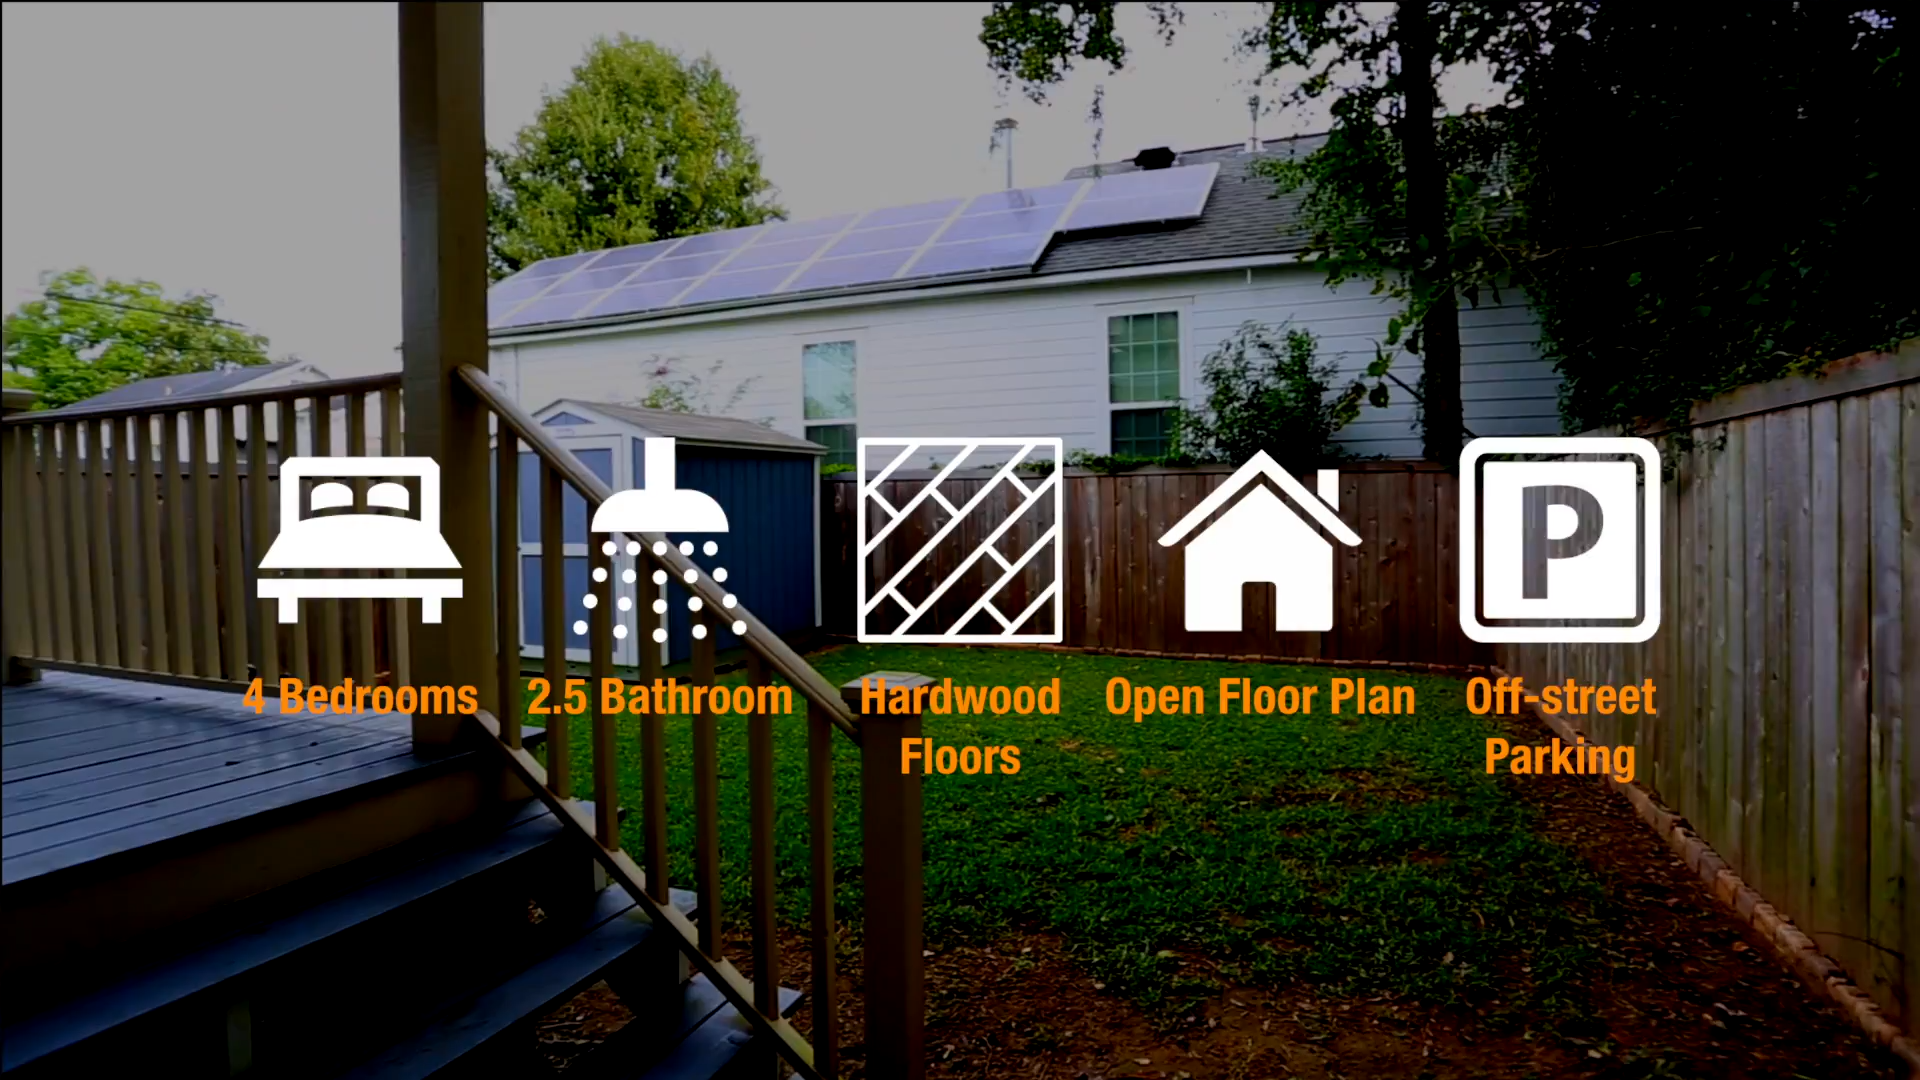 P
4 Bedrooms
2.5 Bathroom
Hardwood
Floors
Open Floor Plan
Off-street
Parking